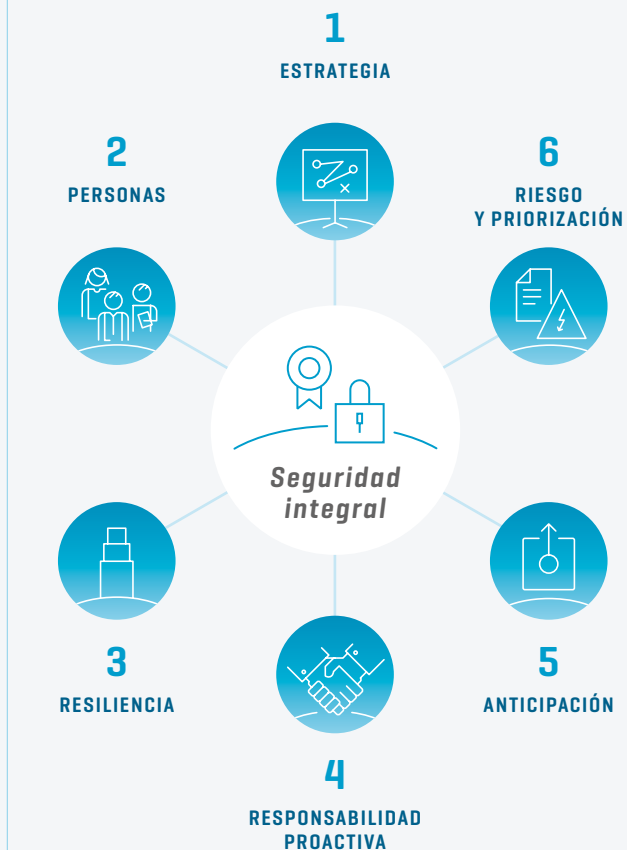 1
ESTRATEGIA
2
PERSONAS
6
RIESGO
Y PRIORIZACIÓN
Seguridad
integral
3
RESILIENCIA
5
ANTICIPACIÓN
4
RESPONSABILIDAD
PROACTIVA